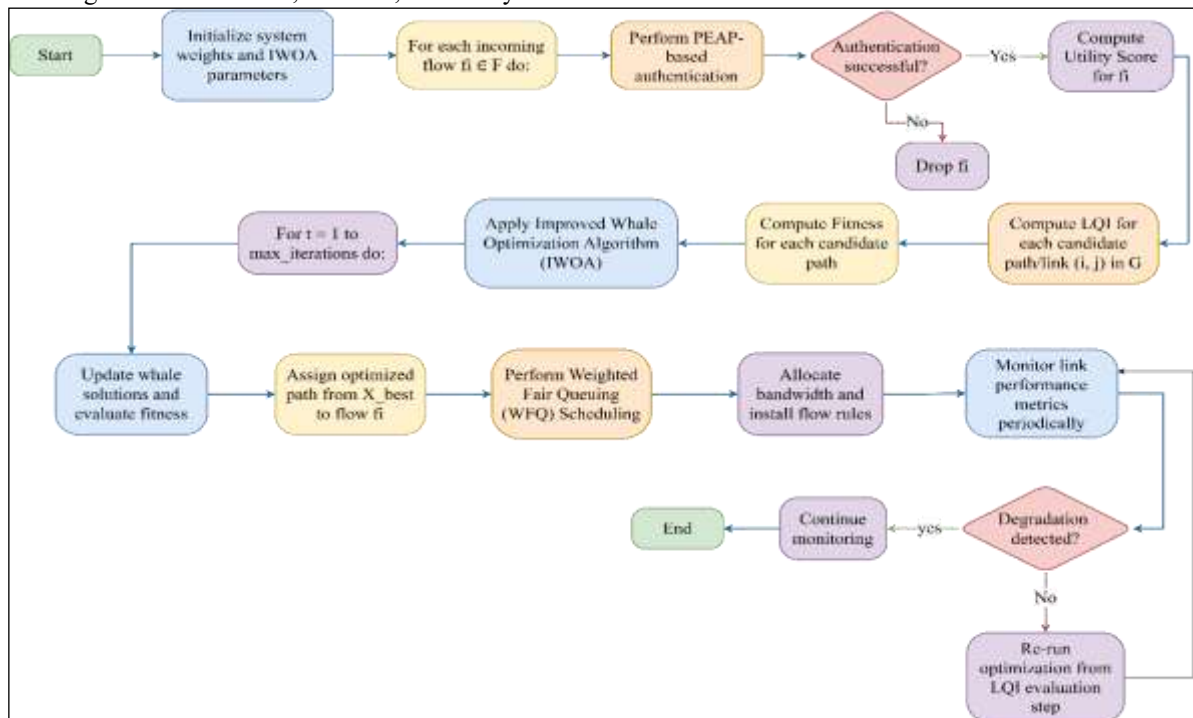 Start
Initialize system
weights and IWOA
parameters
For each incoming
flow fi ∈ F do:
Perform PEAP-
based
authentication
Authentication
successful?
Yes
Compute
Utility Score
for fi
No
Drop fi
Compute LQI for
each candidate
path/link (i, j) in G
Compute Fitness
for each candidate
path
Apply Improved Whale
Optimization Algorithm
(IWOA)
For t = 1 to
max_iterations do:
Update whale
solutions and
evaluate fitness
Assign optimized
path from X_best
to flow fi
Perform Weighted
Fair Queuing
(WFQ) Scheduling
Allocate
bandwidth and
install flow rules
Monitor link
performance
metrics
periodically
Degradation
detected?
yes
Continue
monitoring
End
No
Re-run
optimization from
LQI evaluation
step